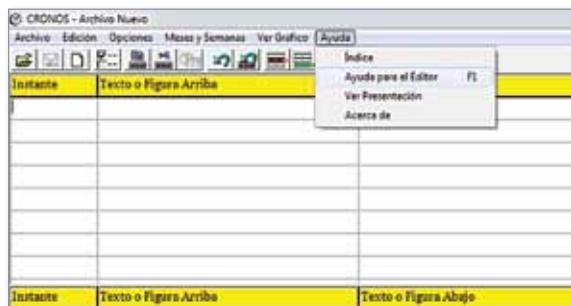 CRONOS - Archivo Nuevo
Archivo Edición Opciones Meses y Semanas Ver Gráfico Ayuda
Índice
Ayuda para el Editor F1
Ver Presentación
Acerca de
Instante Texto o Figura Arriba
Instante Texto o Figura Arriba Texto o Figura Abajo